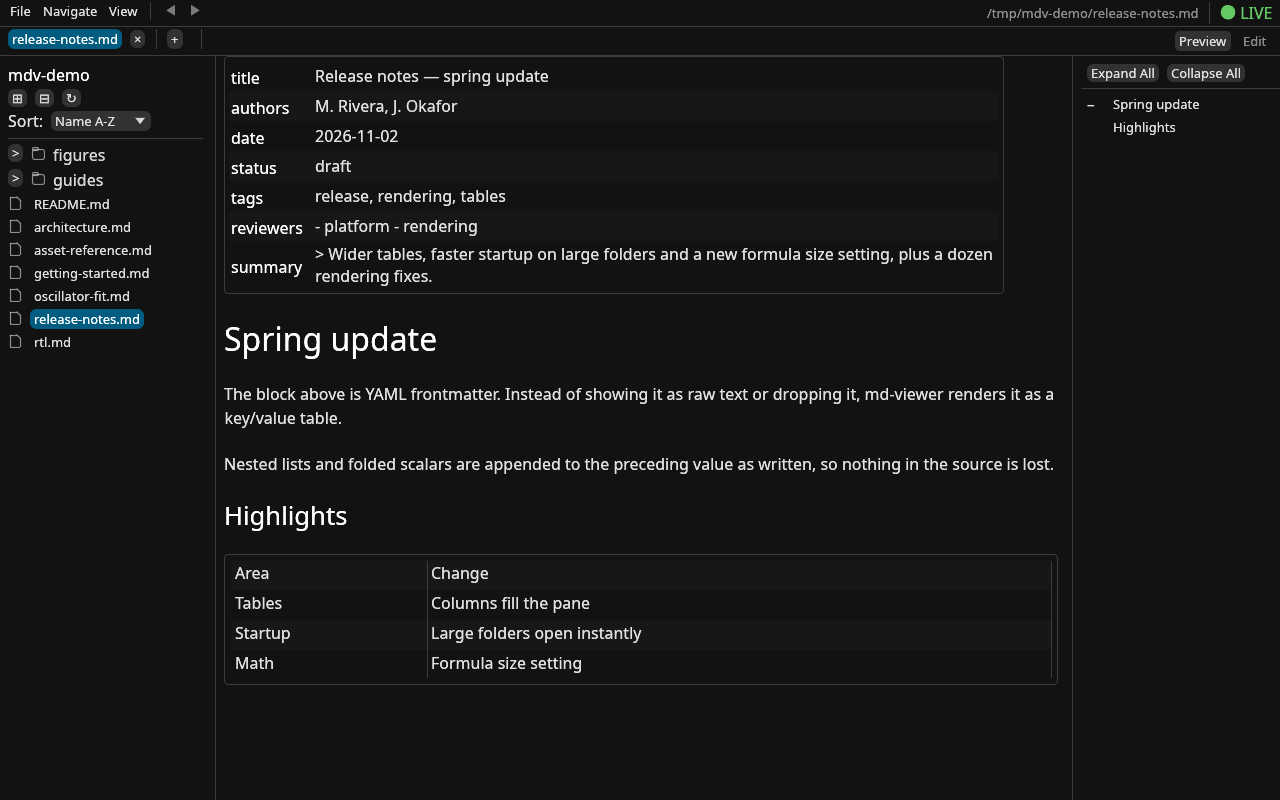 File Navigate View ◀ ▶ /tmp/mdv-demo/release-notes.md LIVE
release-notes.md × + Preview Edit
mdv-demo
⊞ ⊟ ↻
Sort: Name A-Z
> figures
> guides
README.md
architecture.md
asset-reference.md
getting-started.md
oscillator-fit.md
release-notes.md
rtl.md
title Release notes — spring update
authors M. Rivera, J. Okafor
date 2026-11-02
status draft
tags release, rendering, tables
reviewers - platform - rendering
summary > Wider tables, faster startup on large folders and a new formula size setting, plus a dozen
rendering fixes.
Spring update
The block above is YAML frontmatter. Instead of showing it as raw text or dropping it, md-viewer renders it as a
key/value table.
Nested lists and folded scalars are appended to the preceding value as written, so nothing in the source is lost.
Highlights
Area Change
Tables Columns fill the pane
Startup Large folders open instantly
Math Formula size setting
Expand All Collapse All
– Spring update
Highlights